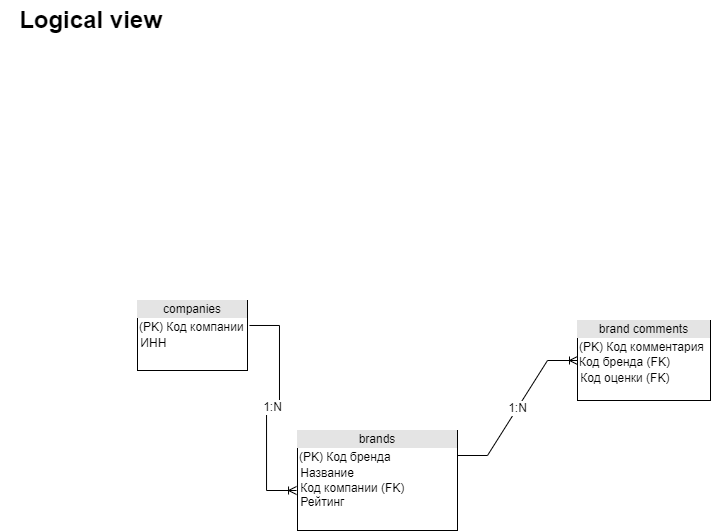 Logical view
companies
(PK) Код компании
ИНН
1:N
brands
(PK) Код бренда
Название
Код компании (FK)
Рейтинг
1:N
brand comments
(PK) Код комментария
Код бренда (FK)
Код оценки (FK)